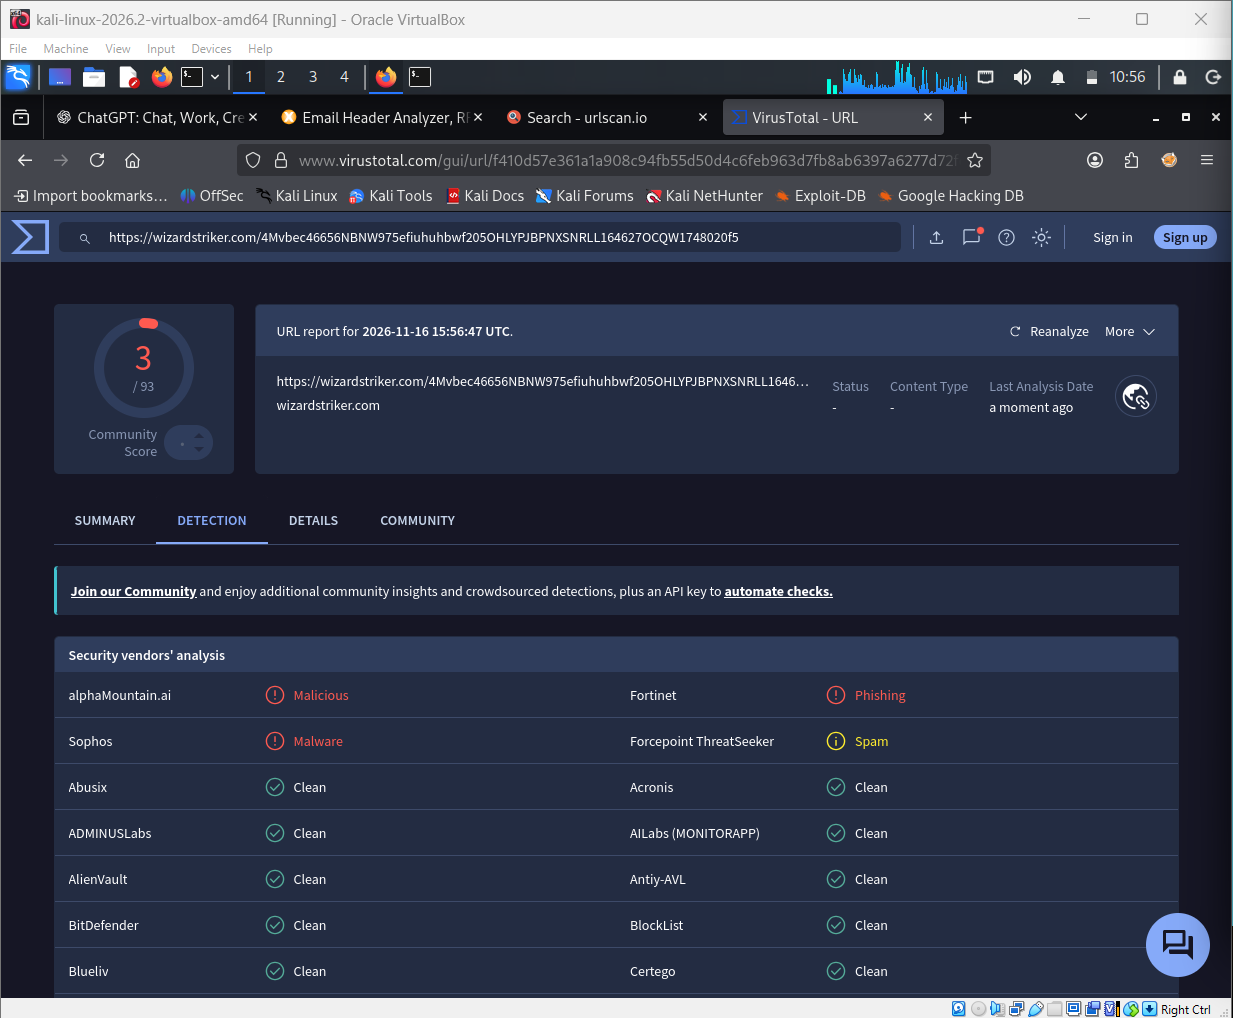 kali-linux-2026.2-virtualbox-amd64 [Running] - Oracle VirtualBox
File Machine View Input Devices Help
1 2 3 4 10:56
ChatGPT: Chat, Work, Cre Email Header Analyzer, RF Search - urlscan.io VirusTotal - URL
www.virustotal.com/gui/url/f410d57e361a1a908c94fb55d50d4c6feb963d7fb8ab6397a6277d72f
Import bookmarks… OffSec Kali Linux Kali Tools Kali Docs Kali Forums Kali NetHunter Exploit-DB Google Hacking DB
https://wizardstriker.com/4Mvbec46656NBNW975efiuhuhbwf205OHLYPJBPNXSNRLL164627OCQW1748020f5 Sign in Sign up
3
/ 93
Community
Score
URL report for 2026-11-16 15:56:47 UTC. Reanalyze More
https://wizardstriker.com/4Mvbec46656NBNW975efiuhuhbwf205OHLYPJBPNXSNRLL1646…
wizardstriker.com
Status Content Type Last Analysis Date
- - a moment ago
SUMMARY DETECTION DETAILS COMMUNITY
Join our Community and enjoy additional community insights and crowdsourced detections, plus an API key to automate checks.
Security vendors' analysis
alphaMountain.ai Malicious Fortinet Phishing
Sophos Malware Forcepoint ThreatSeeker Spam
Abusix Clean Acronis Clean
ADMINUSLabs Clean AILabs (MONITORAPP) Clean
AlienVault Clean Antiy-AVL Clean
BitDefender Clean BlockList Clean
Blueliv Clean Certego Clean
Right Ctrl